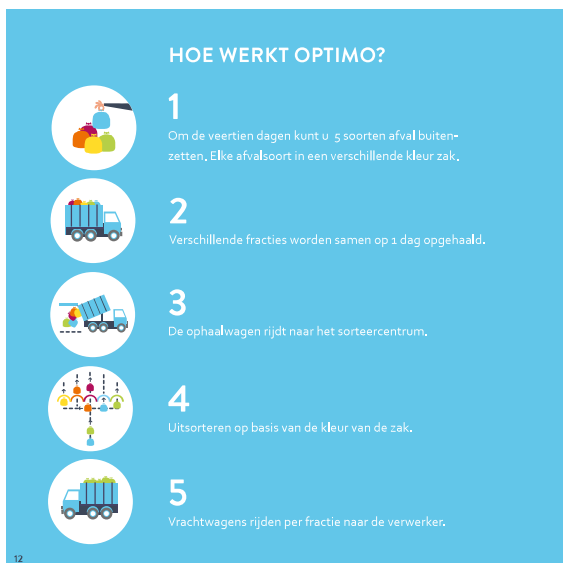 HOE WERKT OPTIMO?
1
Om de veertien dagen kunt u 5 soorten afval buiten-
zetten. Elke afvalsoort in een verschillende kleur zak.
2
Verschillende fracties worden samen op 1 dag opgehaald.
3
De ophaalwagen rijdt naar het sorteercentrum.
4
Uitsorteren op basis van de kleur van de zak.
5
Vrachtwagens rijden per fractie naar de verwerker.
12